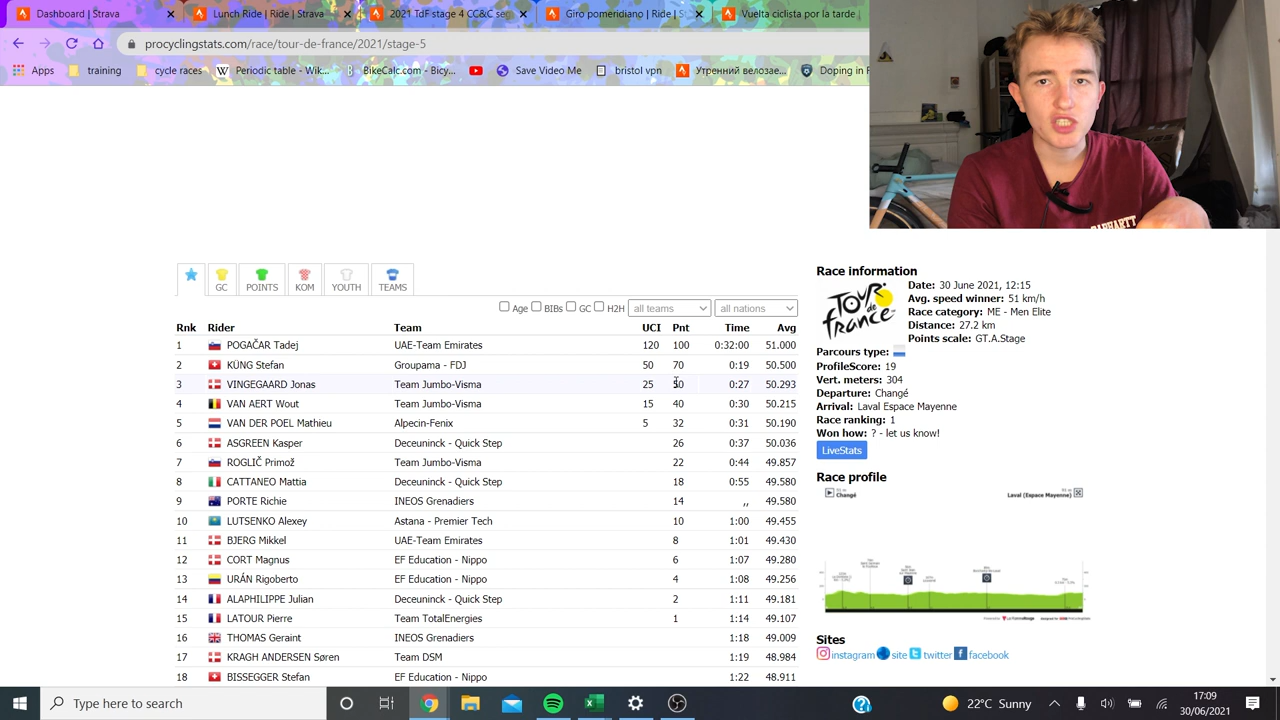 Lunch Ride | Ride |
2021 ToB stage 4 CC&C se
Giro pomeridiano | Ride | S
Vuelta ciclista por la tarde
procyclingstats.com/race/tour-de-france/2021/stage-5
Apps training cycling races Periodic table - Wik... BikeCalc.com - Bicy... Save Video Me bristol vpn Утренний велозае... Doping in F
CARHARTT
GC POINTS YOUTH TEAMS
Age BIBs GC H2H all teams all nations
Rnk Rider Team UCI Pnt Time Avg
1 POGAČAR Tadej UAE-Team Emirates 120 100 0:32:00 51.000
2 KÜNG Stefan Groupama - FDJ 50 70 0:19 50.500
3 VINGEGAARD Jonas Team Jumbo-Visma 25 50 0:27 50.293
4 VAN AERT Wout Team Jumbo-Visma 15 40 0:30 50.215
5 VAN DER POEL Mathieu Alpecin-Fenix 5 32 0:31 50.190
6 ASGREEN Kasper Deceuninck - Quick Step 26 0:37 50.036
7 ROGLIČ Primož Team Jumbo-Visma 22 0:44 49.857
8 CATTANEO Mattia Deceuninck - Quick Step 18 0:55 49.580
9 PORTE Richie INEOS Grenadiers 14 ,, 49.580
10 LUTSENKO Alexey Astana - Premier Tech 10 1:00 49.455
11 BJERG Mikkel UAE-Team Emirates 8 1:01 49.430
12 CORT Magnus EF Education - Nippo 6 1:07 49.280
13 URÁN Rigoberto EF Education - Nippo 4 1:08 49.256
14 ALAPHILIPPE Julian Deceuninck - Quick Step 2 1:11 49.181
15 LATOUR Pierre Team TotalEnergies 1 1:14 49.107
16 THOMAS Geraint INEOS Grenadiers 1:18 49.008
17 KRAGH ANDERSEN Søren Team DSM 1:19 48.984
18 BISSEGGER Stefan EF Education - Nippo 1:22 48.911
Race information
TOUR de france
Date: 30 June 2021, 12:15
Avg. speed winner: 51 km/h
Race category: ME - Men Elite
Distance: 27.2 km
Points scale: GT.A.Stage
Parcours type:
ProfileScore: 19
Vert. meters: 304
Departure: Changé
Arrival: Laval Espace Mayenne
Race ranking: 1
Won how: ? - let us know!
LiveStats
Race profile
Changé
Laval (Espace Mayenne)
Sites
instagram site twitter facebook
Type here to search
22°C Sunny
17:09
30/06/2021